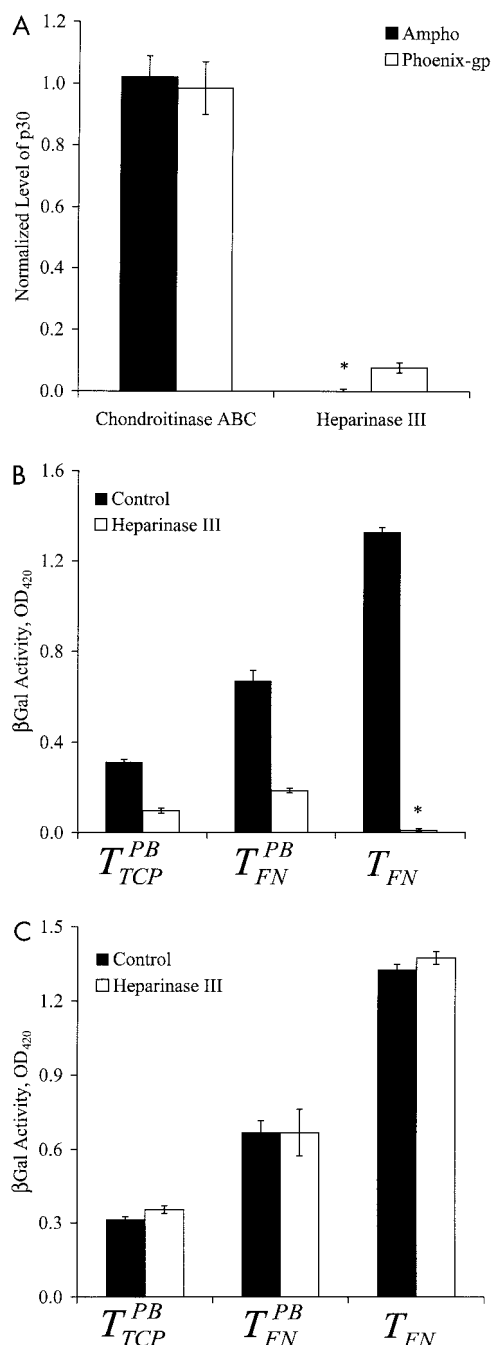 A
1.2
1.0
0.8
0.6
0.4
0.2
0.0
Normalized Level of p30
Ampho
Phoenix-gp
*
Chondroitinase ABC
Heparinase III
B
1.6
1.2
0.8
0.4
0.0
βGal Activity, OD₄₂₀
Control
Heparinase III
*
T PB TCP
T PB FN
T FN
C
1.5
1.2
0.9
0.6
0.3
0.0
βGal Activity, OD₄₂₀
Control
Heparinase III
T PB TCP
T PB FN
T FN